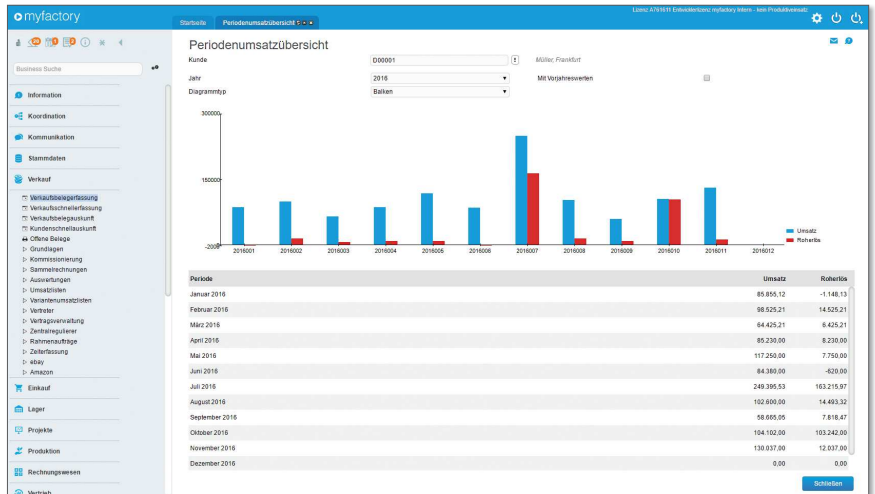 myfactory
Lizenz A761611 Entwicklerlizenz myfactory Intern - kein Produktiveinsatz
Startseite Periodenumsatzübersicht
Business Suche
Information
Koordination
Kommunikation
Stammdaten
Verkauf
Verkaufsbelegerfassung
Verkaufsschnellerfassung
Verkaufsbelegauskunft
Kundenschnellauskunft
Offene Belege
Grundlagen
Kommissionierung
Sammelrechnungen
Auswertungen
Umsatzlisten
Variantenumsatzlisten
Vertreter
Vertragsverwaltung
Zentralregulierer
Rahmenaufträge
Zeiterfassung
ebay
Amazon
Einkauf
Lager
Projekte
Produktion
Rechnungswesen
Vertrieb
Periodenumsatzübersicht
Kunde D00001 Müller, Frankfurt
Jahr 2016 Mit Vorjahreswerten
Diagrammtyp Balken
300000
150000
-2000
2016001 2016002 2016003 2016004 2016005 2016006 2016007 2016008 2016009 2016010 2016011 2016012
Umsatz
Roherlös
Periode Umsatz Roherlös
Januar 2016 85.855,12 -1.148,13
Februar 2016 98.525,21 14.525,21
März 2016 64.425,21 6.425,21
April 2016 85.230,00 8.230,00
Mai 2016 117.250,00 7.750,00
Juni 2016 84.380,00 -620,00
Juli 2016 249.395,53 163.215,97
August 2016 102.600,00 14.493,32
September 2016 58.665,05 7.818,47
Oktober 2016 104.102,00 103.242,00
November 2016 130.037,00 12.037,00
Dezember 2016 0,00 0,00
Schließen